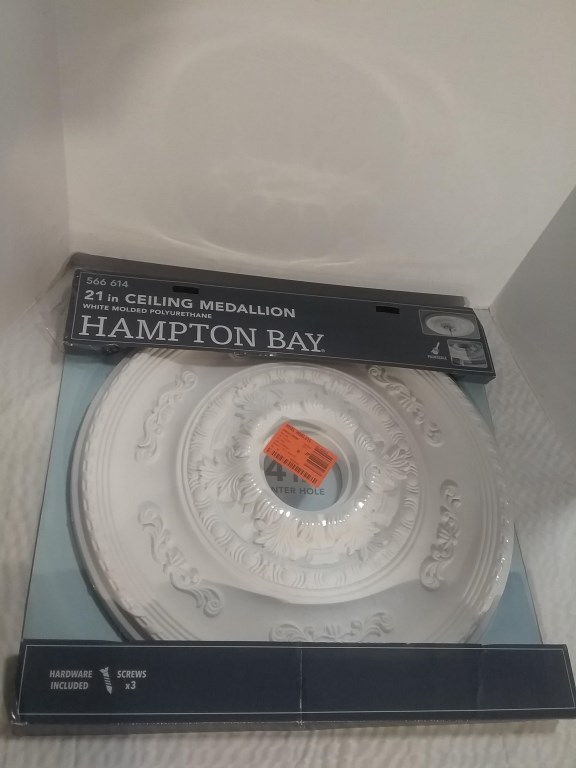 566 614
21 in CEILING MEDALLION
WHITE MOLDED POLYURETHANE
HAMPTON BAY
HARDWARE INCLUDED
SCREWS x3